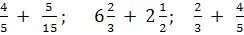 4/5 + 5/15; 6 2/3 + 2 1/2; 2/3 + 4/5